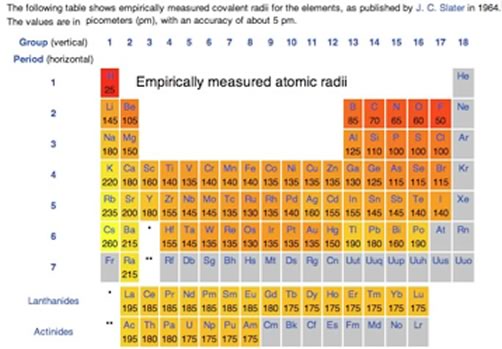 The following table shows empirically measured covalent radii for the elements, as published by J. C. Slater in 1964.
The values are in picometers (pm), with an accuracy of about 5 pm.
Group (vertical) 1 2 3 4 5 6 7 8 9 10 11 12 13 14 15 16 17 18
Period (horizontal)
1 H He
25
Empirically measured atomic radii
2 Li Be B C N O F Ne
145 105 85 70 65 60 50
3 Na Mg Al Si P S Cl Ar
180 150 125 110 100 100 100
4 K Ca Sc Ti V Cr Mn Fe Co Ni Cu Zn Ga Ge As Se Br Kr
220 180 160 140 135 140 140 140 135 135 135 135 130 125 115 115 115
5 Rb Sr Y Zr Nb Mo Tc Ru Rh Pd Ag Cd In Sn Sb Te I Xe
235 200 180 155 145 145 135 130 135 140 160 155 155 145 145 140 140
6 Cs Ba * Hf Ta W Re Os Ir Pt Au Hg Tl Pb Bi Po At Rn
260 215 155 145 135 135 130 135 135 135 150 190 180 160 190
7 Fr Ra ** Rf Db Sg Bh Hs Mt Ds Rg Cn Uut Uuq Uup Uuh Uus Uuo
215
Lanthanides * La Ce Pr Nd Pm Sm Eu Gd Tb Dy Ho Er Tm Yb Lu
195 185 185 185 185 185 185 180 175 175 175 175 175 175 175
Actinides ** Ac Th Pa U Np Pu Am Cm Bk Cf Es Fm Md No Lr
195 180 180 175 175 175 175